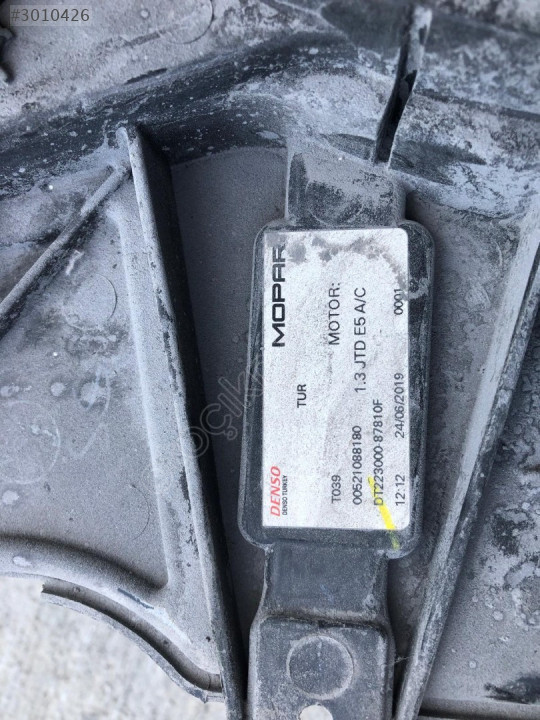 #3010426
DENSO
DENSO TURKEY
MOPAR
TUR
T039 MOTOR:
00521088180 1.3 JTD E5 A/C
DT223000-87810F
12:12 24/06/2019 0001